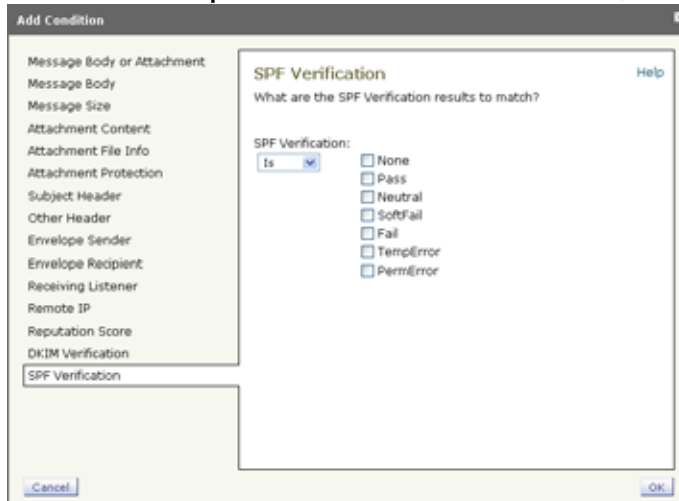 Add Condition
Message Body or Attachment
Message Body
Message Size
Attachment Content
Attachment File Info
Attachment Protection
Subject Header
Other Header
Envelope Sender
Envelope Recipient
Receiving Listener
Remote IP
Reputation Score
DKIM Verification
SPF Verification
SPF Verification
Help
What are the SPF Verification results to match?
SPF Verification:
Is
None
Pass
Neutral
SoftFail
Fail
TempError
PermError
Cancel
OK